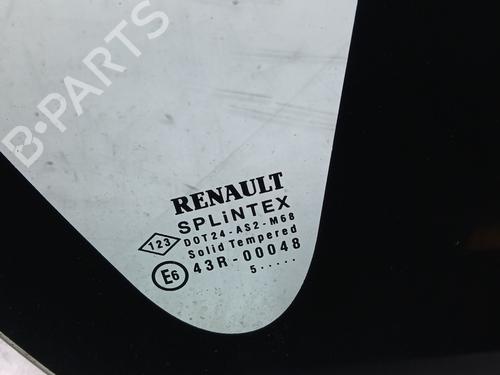 B-PARTS
RENAULT
SPLiNTEX
123 DOT24-AS2-M68
Solid Tempered
E6 43R-00048
5.....